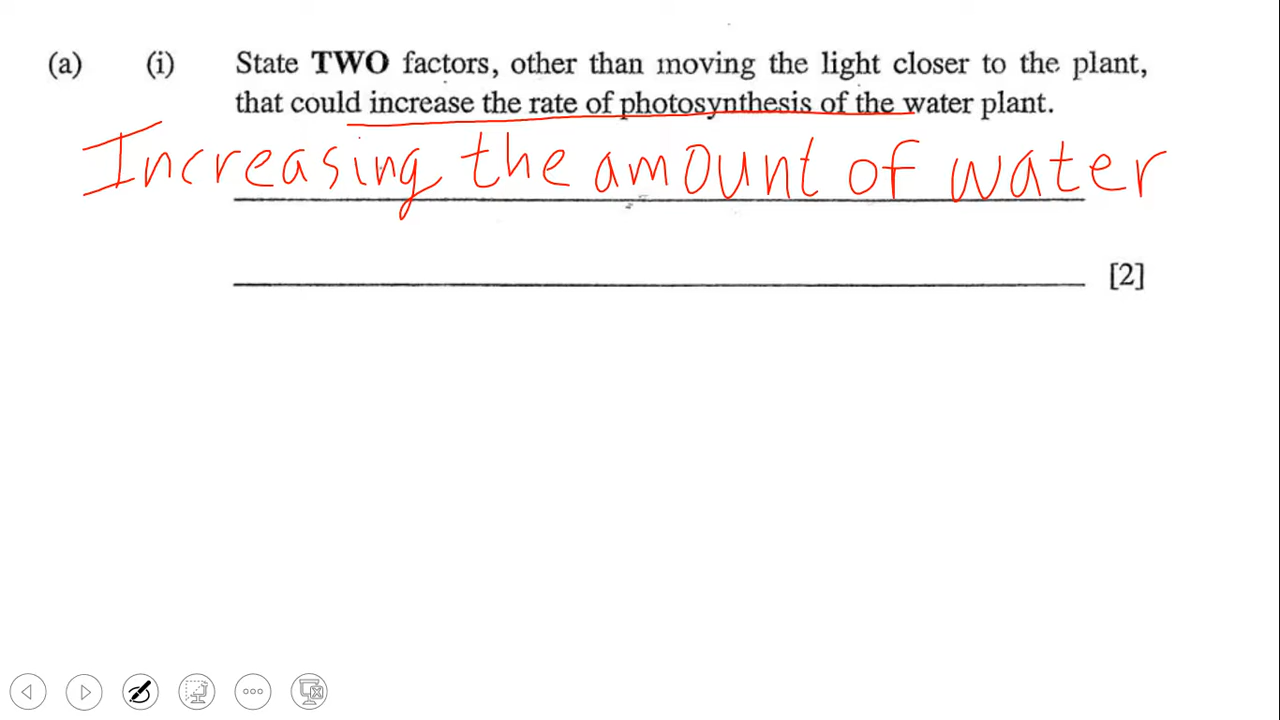 (a) (i) State TWO factors, other than moving the light closer to the plant,
that could increase the rate of photosynthesis of the water plant.
Increasing the amount of water
[2]